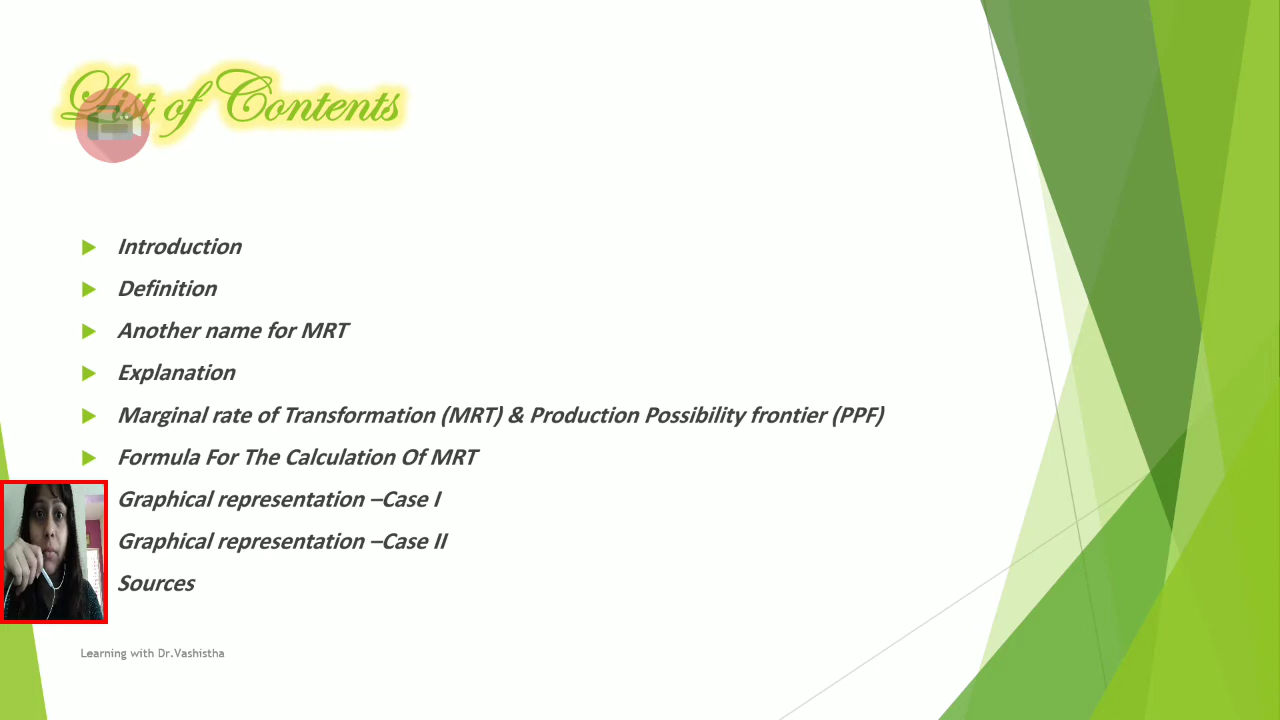 List of Contents
Introduction
Definition
Another name for MRT
Explanation
Marginal rate of Transformation (MRT) & Production Possibility frontier (PPF)
Formula For The Calculation Of MRT
Graphical representation –Case I
Graphical representation –Case II
Sources
Learning with Dr.Vashistha